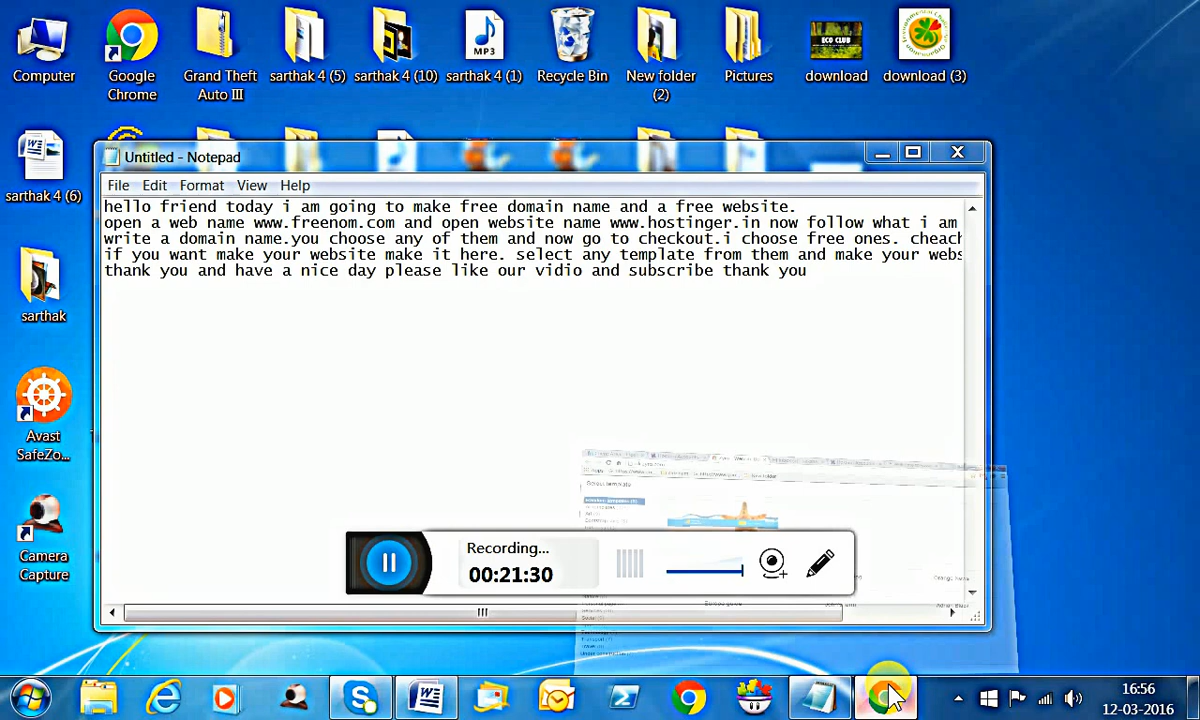 Computer
Google Chrome
Grand Theft Auto III
sarthak 4 (5)
sarthak 4 (10)
MP3
sarthak 4 (1)
Recycle Bin
New folder (2)
Pictures
ECO CLUB
download
download (3)
sarthak 4 (6)
sarthak
Avast SafeZo...
Camera Capture
Untitled - Notepad
File Edit Format View Help
hello friend today i am going to make free domain name and a free website.
open a web name www.freenom.com and open website name www.hostinger.in now follow what i am
write a domain name.you choose any of them and now go to checkout.i choose free ones. cheach
if you want make your website make it here. select any template from them and make your webs
thank you and have a nice day please like our vidio and subscribe thank you
Recording...
00:21:30
16:56
12-03-2016